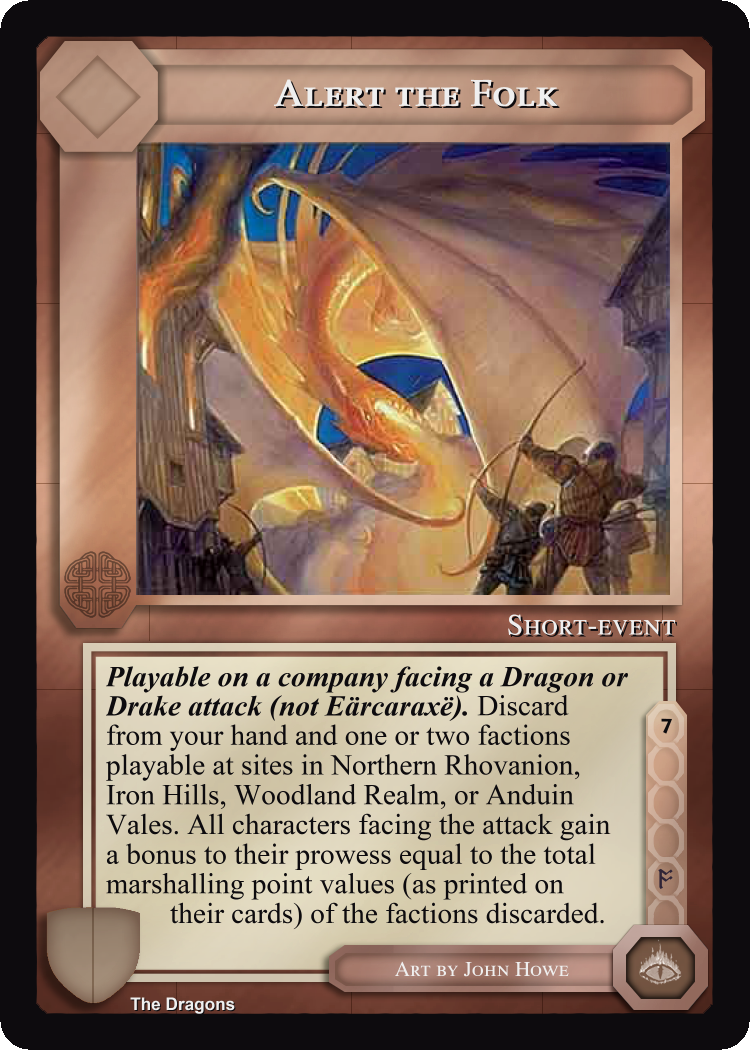 Alert the Folk
Short-event
Playable on a company facing a Dragon or
Drake attack (not Eärcaraxë). Discard
from your hand and one or two factions
playable at sites in Northern Rhovanion,
Iron Hills, Woodland Realm, or Anduin
Vales. All characters facing the attack gain
a bonus to their prowess equal to the total
marshalling point values (as printed on
their cards) of the factions discarded.
7
ᚩ
Art by John Howe
The Dragons